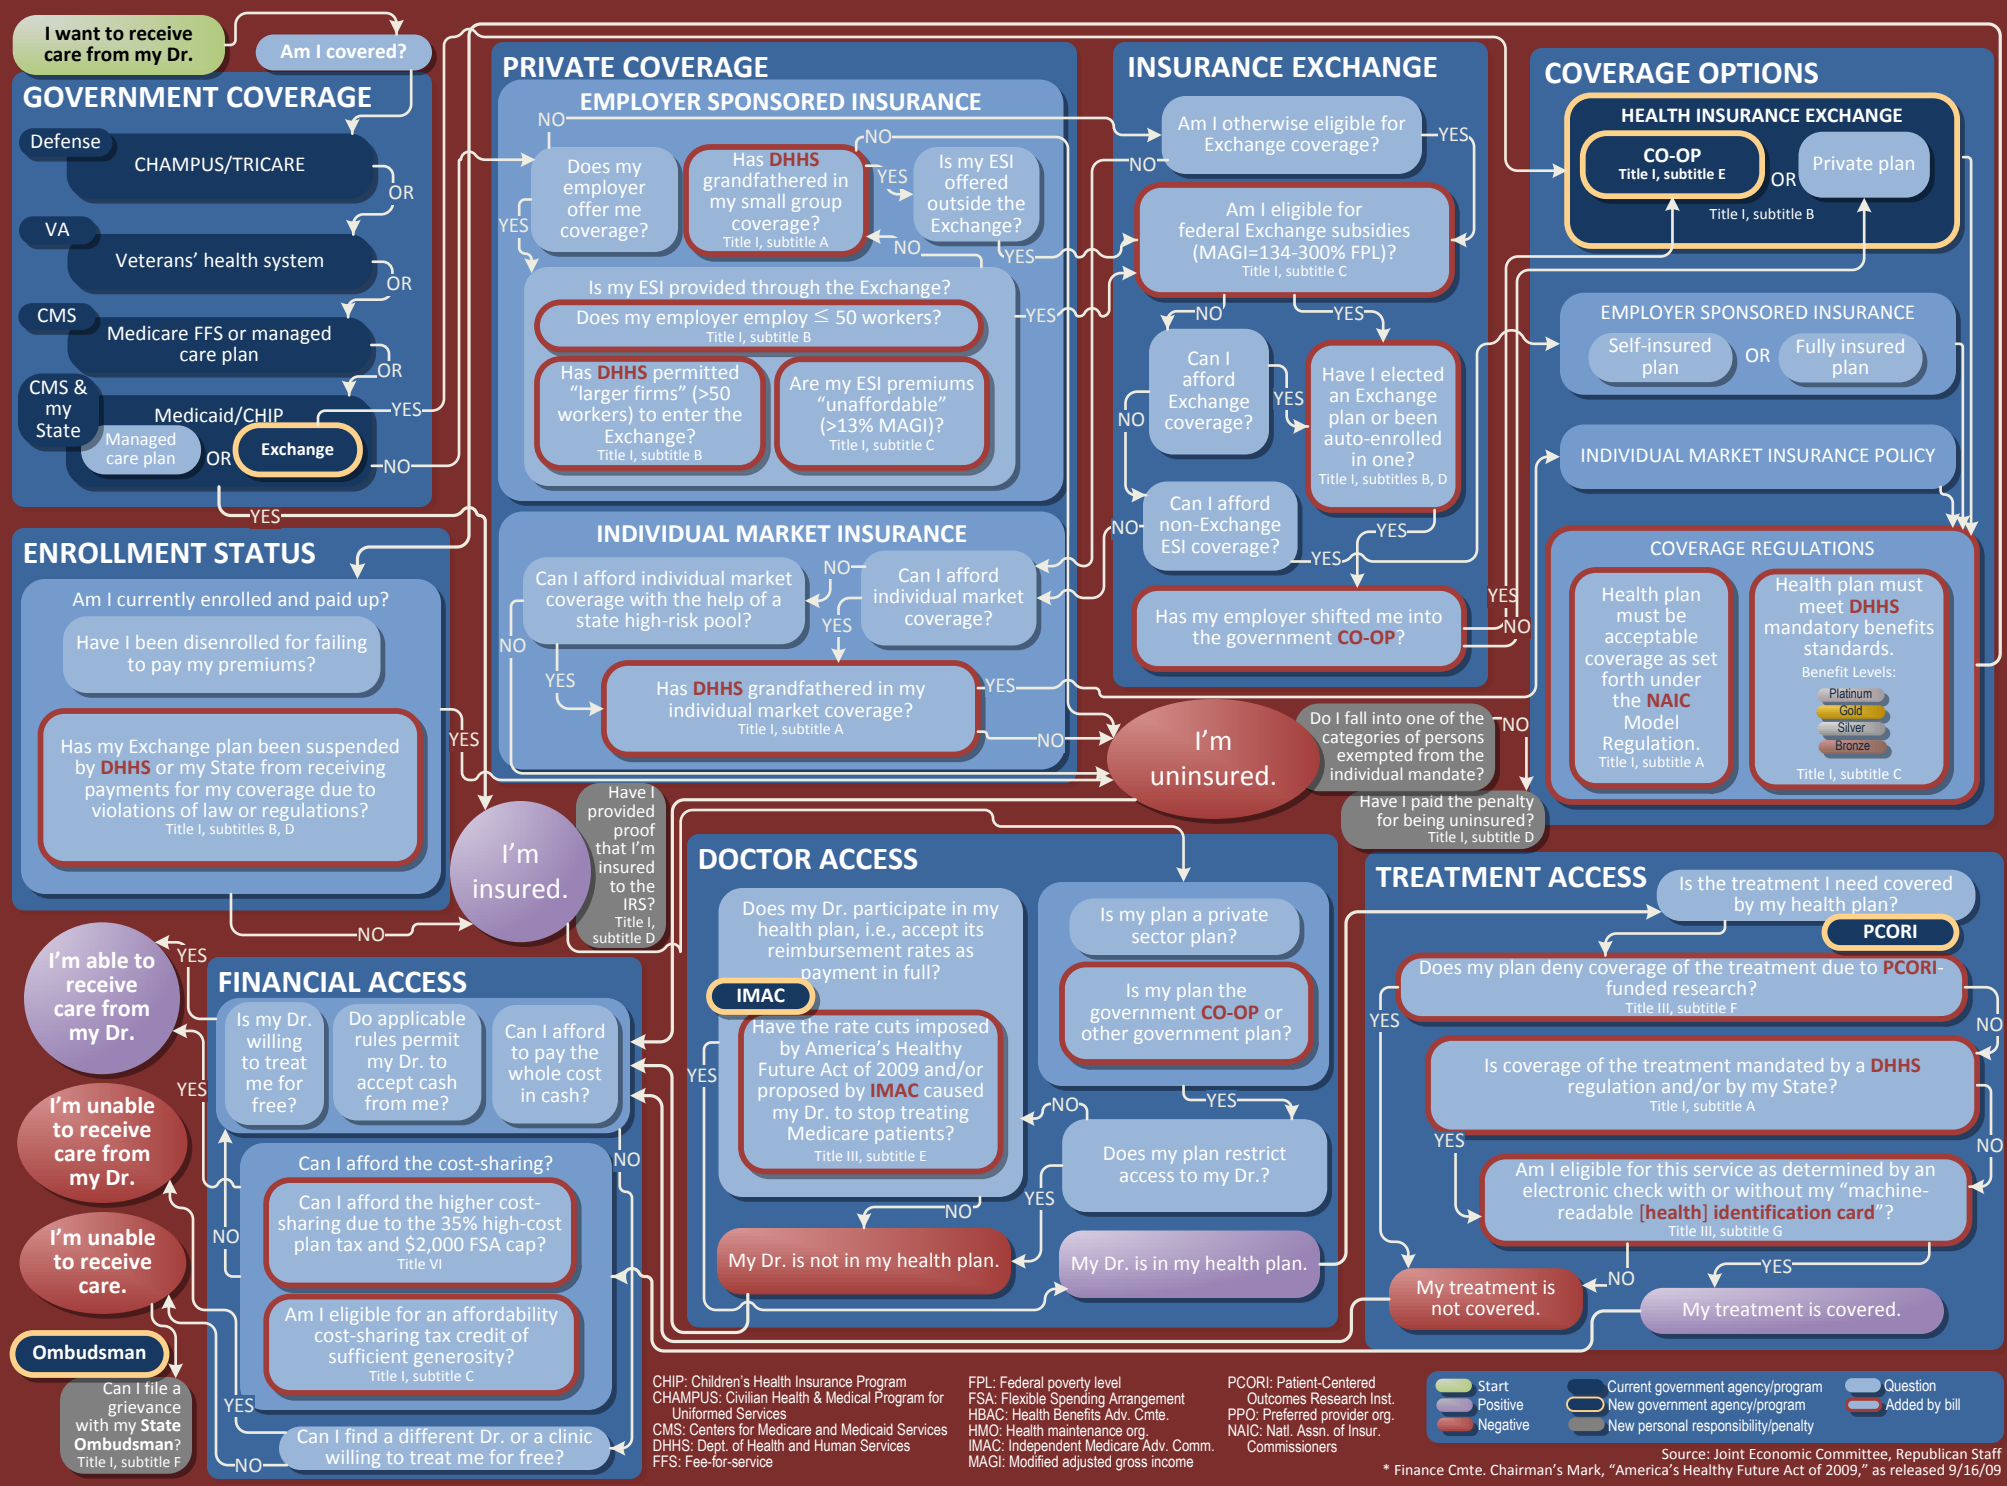 I want to receive
care from my Dr.
Am I covered?
GOVERNMENT COVERAGE
Defense
CHAMPUS/TRICARE
OR
VA
Veterans' health system
OR
CMS
Medicare FFS or managed
care plan
OR
CMS &
my
State
Medicaid/CHIP
Managed
care plan
OR
Exchange
YES
NO
YES
ENROLLMENT STATUS
Am I currently enrolled and paid up?
Have I been disenrolled for failing
to pay my premiums?
Has my Exchange plan been suspended
by DHHS or my State from receiving
payments for my coverage due to
violations of law or regulations?
Title I, subtitles B, D
YES
NO
PRIVATE COVERAGE
EMPLOYER SPONSORED INSURANCE
NO
Does my
employer
offer me
coverage?
YES
Has DHHS
grandfathered in
my small group
coverage?
Title I, subtitle A
NO
YES
Is my ESI
offered
outside the
Exchange?
NO
YES
Is my ESI provided through the Exchange?
Does my employer employ ≤ 50 workers?
Title I, subtitle B
Has DHHS permitted
"larger firms" (>50
workers) to enter the
Exchange?
Title I, subtitle B
Are my ESI premiums
"unaffordable"
(>13% MAGI)?
Title I, subtitle C
YES
INDIVIDUAL MARKET INSURANCE
Can I afford individual market
coverage with the help of a
state high-risk pool?
NO
Can I afford
individual market
coverage?
YES
NO
YES
Has DHHS grandfathered in my
individual market coverage?
Title I, subtitle A
YES
NO
INSURANCE EXCHANGE
Am I otherwise eligible for
Exchange coverage?
YES
NO
Am I eligible for
federal Exchange subsidies
(MAGI=134-300% FPL)?
Title I, subtitle C
NO
YES
Can I
afford
Exchange
coverage?
YES
NO
Have I elected
an Exchange
plan or been
auto-enrolled
in one?
Title I, subtitles B, D
Can I afford
non-Exchange
ESI coverage?
NO
YES
YES
Has my employer shifted me into
the government CO-OP?
YES
NO
COVERAGE OPTIONS
HEALTH INSURANCE EXCHANGE
CO-OP
Title I, subtitle E
OR
Private plan
Title I, subtitle B
EMPLOYER SPONSORED INSURANCE
Self-insured
plan
OR
Fully insured
plan
INDIVIDUAL MARKET INSURANCE POLICY
COVERAGE REGULATIONS
Health plan
must be
acceptable
coverage as set
forth under
the NAIC
Model
Regulation.
Title I, subtitle A
Health plan must
meet DHHS
mandatory benefits
standards.
Benefit Levels:
Platinum
Gold
Silver
Bronze
Title I, subtitle C
I'm
uninsured.
Do I fall into one of the
categories of persons
exempted from the
individual mandate?
NO
Have I paid the penalty
for being uninsured?
Title I, subtitle D
I'm
insured.
Have I
provided
proof
that I'm
insured
to the
IRS?
Title I,
subtitle D
DOCTOR ACCESS
Does my Dr. participate in my
health plan, i.e., accept its
reimbursement rates as
payment in full?
IMAC
Have the rate cuts imposed
by America's Healthy
Future Act of 2009 and/or
proposed by IMAC caused
my Dr. to stop treating
Medicare patients?
Title III, subtitle E
YES
NO
Is my plan a private
sector plan?
Is my plan the
government CO-OP or
other government plan?
YES
NO
Does my plan restrict
access to my Dr.?
YES
My Dr. is not in my health plan.
My Dr. is in my health plan.
TREATMENT ACCESS
Is the treatment I need covered
by my health plan?
PCORI
Does my plan deny coverage of the treatment due to PCORI-
funded research?
Title III, subtitle F
YES
NO
Is coverage of the treatment mandated by a DHHS
regulation and/or by my State?
Title I, subtitle A
YES
NO
Am I eligible for this service as determined by an
electronic check with or without my "machine-
readable [health] identification card"?
Title III, subtitle G
NO
YES
My treatment is
not covered.
My treatment is covered.
I'm able to
receive
care from
my Dr.
I'm unable
to receive
care from
my Dr.
I'm unable
to receive
care.
Ombudsman
Can I file a
grievance
with my State
Ombudsman?
Title I, subtitle F
FINANCIAL ACCESS
YES
Is my Dr.
willing
to treat
me for
free?
Do applicable
rules permit
my Dr. to
accept cash
from me?
Can I afford
to pay the
whole cost
in cash?
YES
NO
Can I afford the cost-sharing?
Can I afford the higher cost-
sharing due to the 35% high-cost
plan tax and $2,000 FSA cap?
Title VI
NO
Am I eligible for an affordability
cost-sharing tax credit of
sufficient generosity?
Title I, subtitle C
YES
Can I find a different Dr. or a clinic
willing to treat me for free?
NO
CHIP: Children's Health Insurance Program
CHAMPUS: Civilian Health & Medical Program for
Uniformed Services
CMS: Centers for Medicare and Medicaid Services
DHHS: Dept. of Health and Human Services
FFS: Fee-for-service
FPL: Federal poverty level
FSA: Flexible Spending Arrangement
HBAC: Health Benefits Adv. Cmte.
HMO: Health maintenance org.
IMAC: Independent Medicare Adv. Comm.
MAGI: Modified adjusted gross income
PCORI: Patient-Centered
Outcomes Research Inst.
PPO: Preferred provider org.
NAIC: Natl. Assn. of Insur.
Commissioners
Start
Positive
Negative
Current government agency/program
New government agency/program
New personal responsibility/penalty
Question
Added by bill
Source: Joint Economic Committee, Republican Staff
* Finance Cmte. Chairman's Mark, "America's Healthy Future Act of 2009," as released 9/16/09